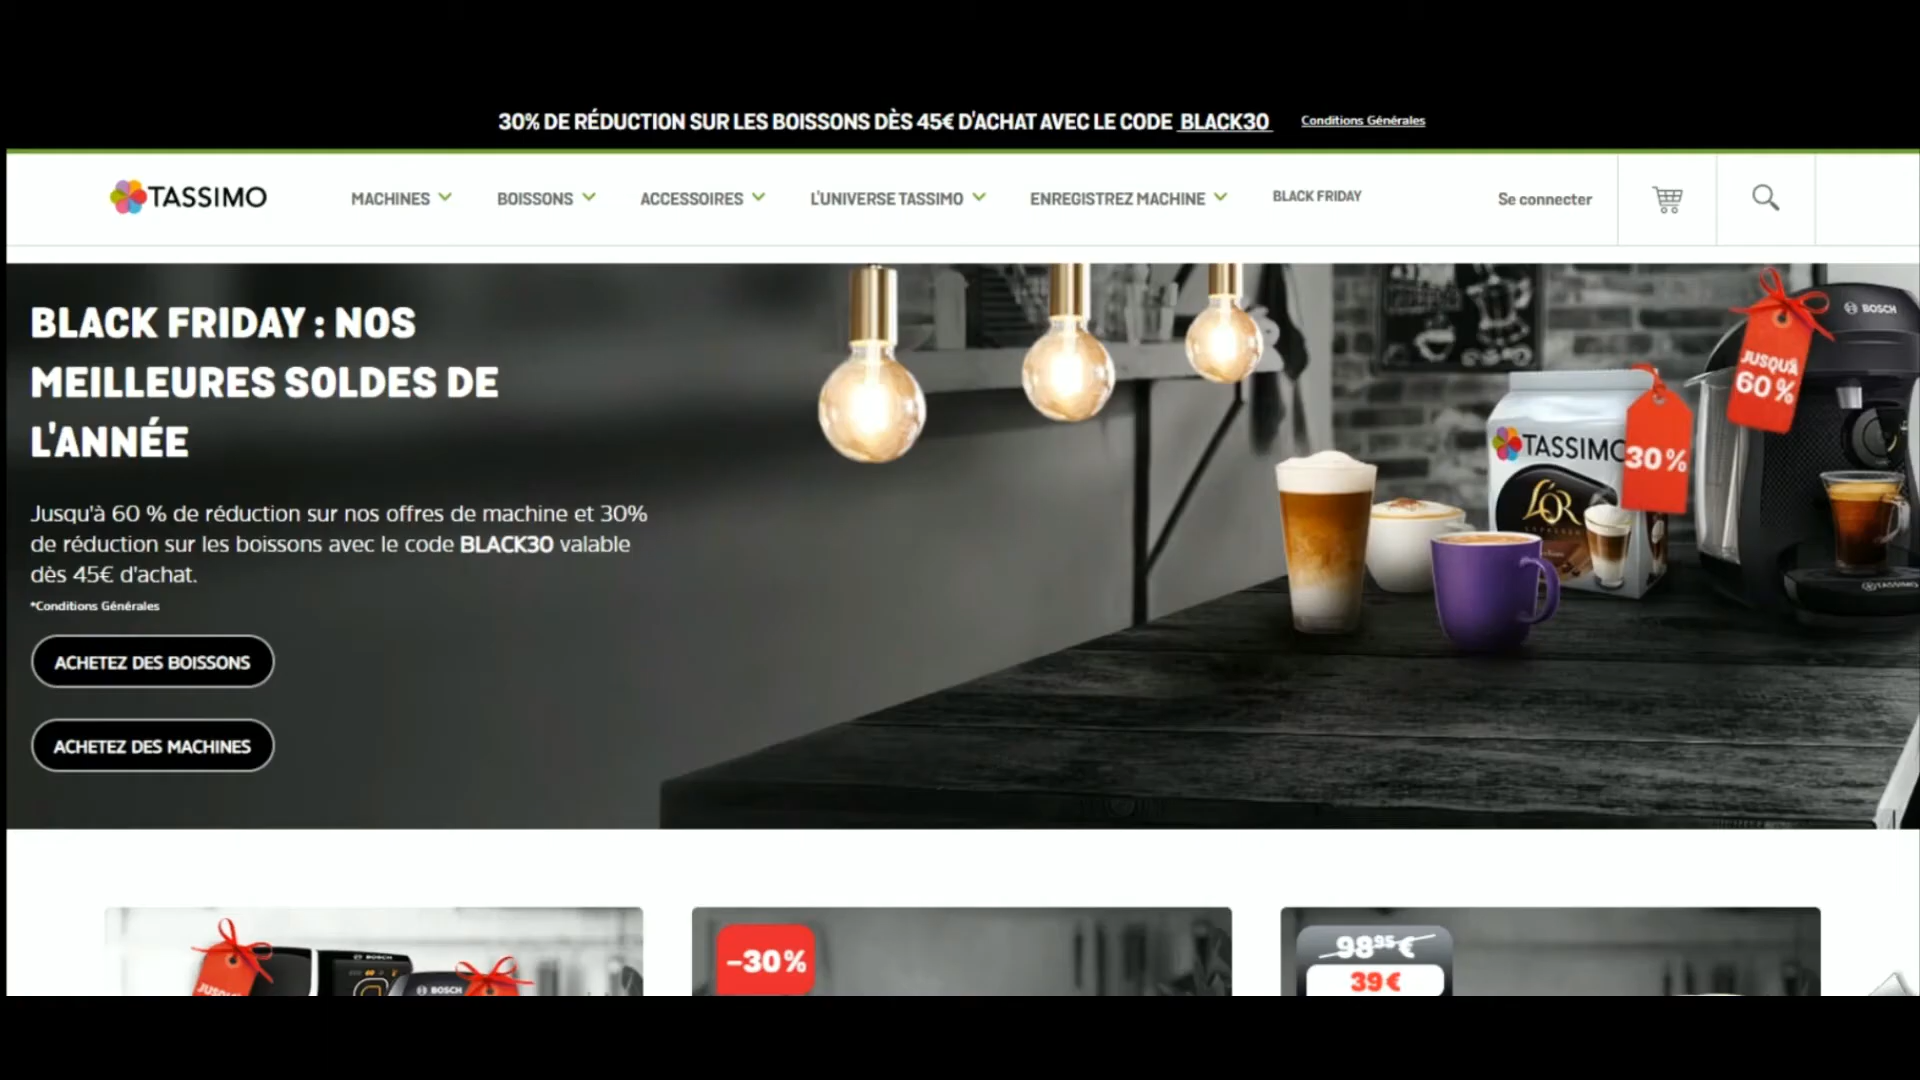 30% DE RÉDUCTION SUR LES BOISSONS DÈS 45€ D'ACHAT AVEC LE CODE BLACK30 Conditions Générales
TASSIMO MACHINES BOISSONS ACCESSOIRES L'UNIVERSE TASSIMO ENREGISTREZ MACHINE BLACK FRIDAY Se connecter
BLACK FRIDAY : NOS
MEILLEURES SOLDES DE
L'ANNÉE
Jusqu'à 60 % de réduction sur nos offres de machine et 30%
de réduction sur les boissons avec le code BLACK30 valable
dès 45€ d'achat.
*Conditions Générales
ACHETEZ DES BOISSONS
ACHETEZ DES MACHINES
BOSCH
JUSQU'À
60 %
TASSIMO
30%
L'OR
ESPRESSO
TASSIMO
JUSQU'À
BOSCH
BOSCH
-30%
98,95 €
39€